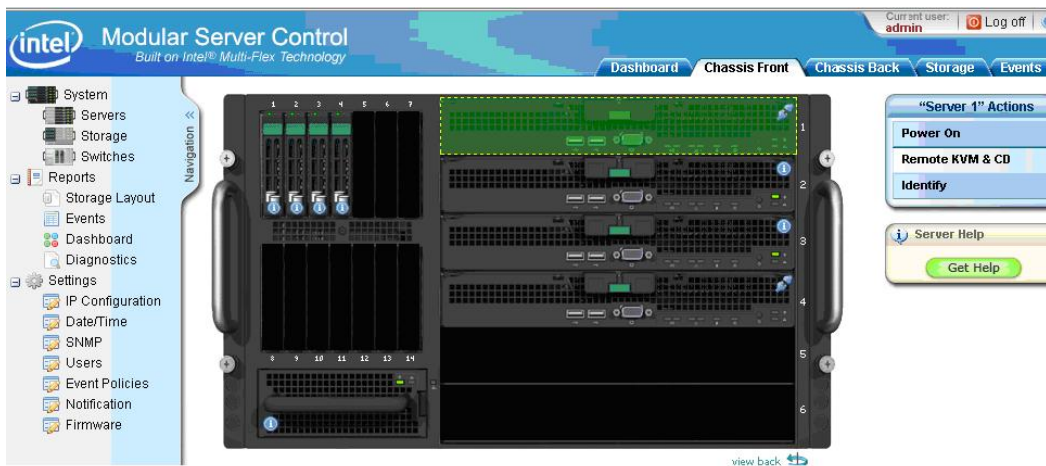 intel
Modular Server Control
Built on Intel® Multi-Flex Technology
Current user:
admin
Log off
Dashboard
Chassis Front
Chassis Back
Storage
Events
System
Servers
Storage
Switches
Reports
Storage Layout
Events
Dashboard
Diagnostics
Settings
IP Configuration
Date/Time
SNMP
Users
Event Policies
Notification
Firmware
Navigation
1 2 3 4 5 6 7
8 9 10 11 12 13 14
1
2
3
4
5
6
view back
"Server 1" Actions
Power On
Remote KVM & CD
Identify
Server Help
Get Help